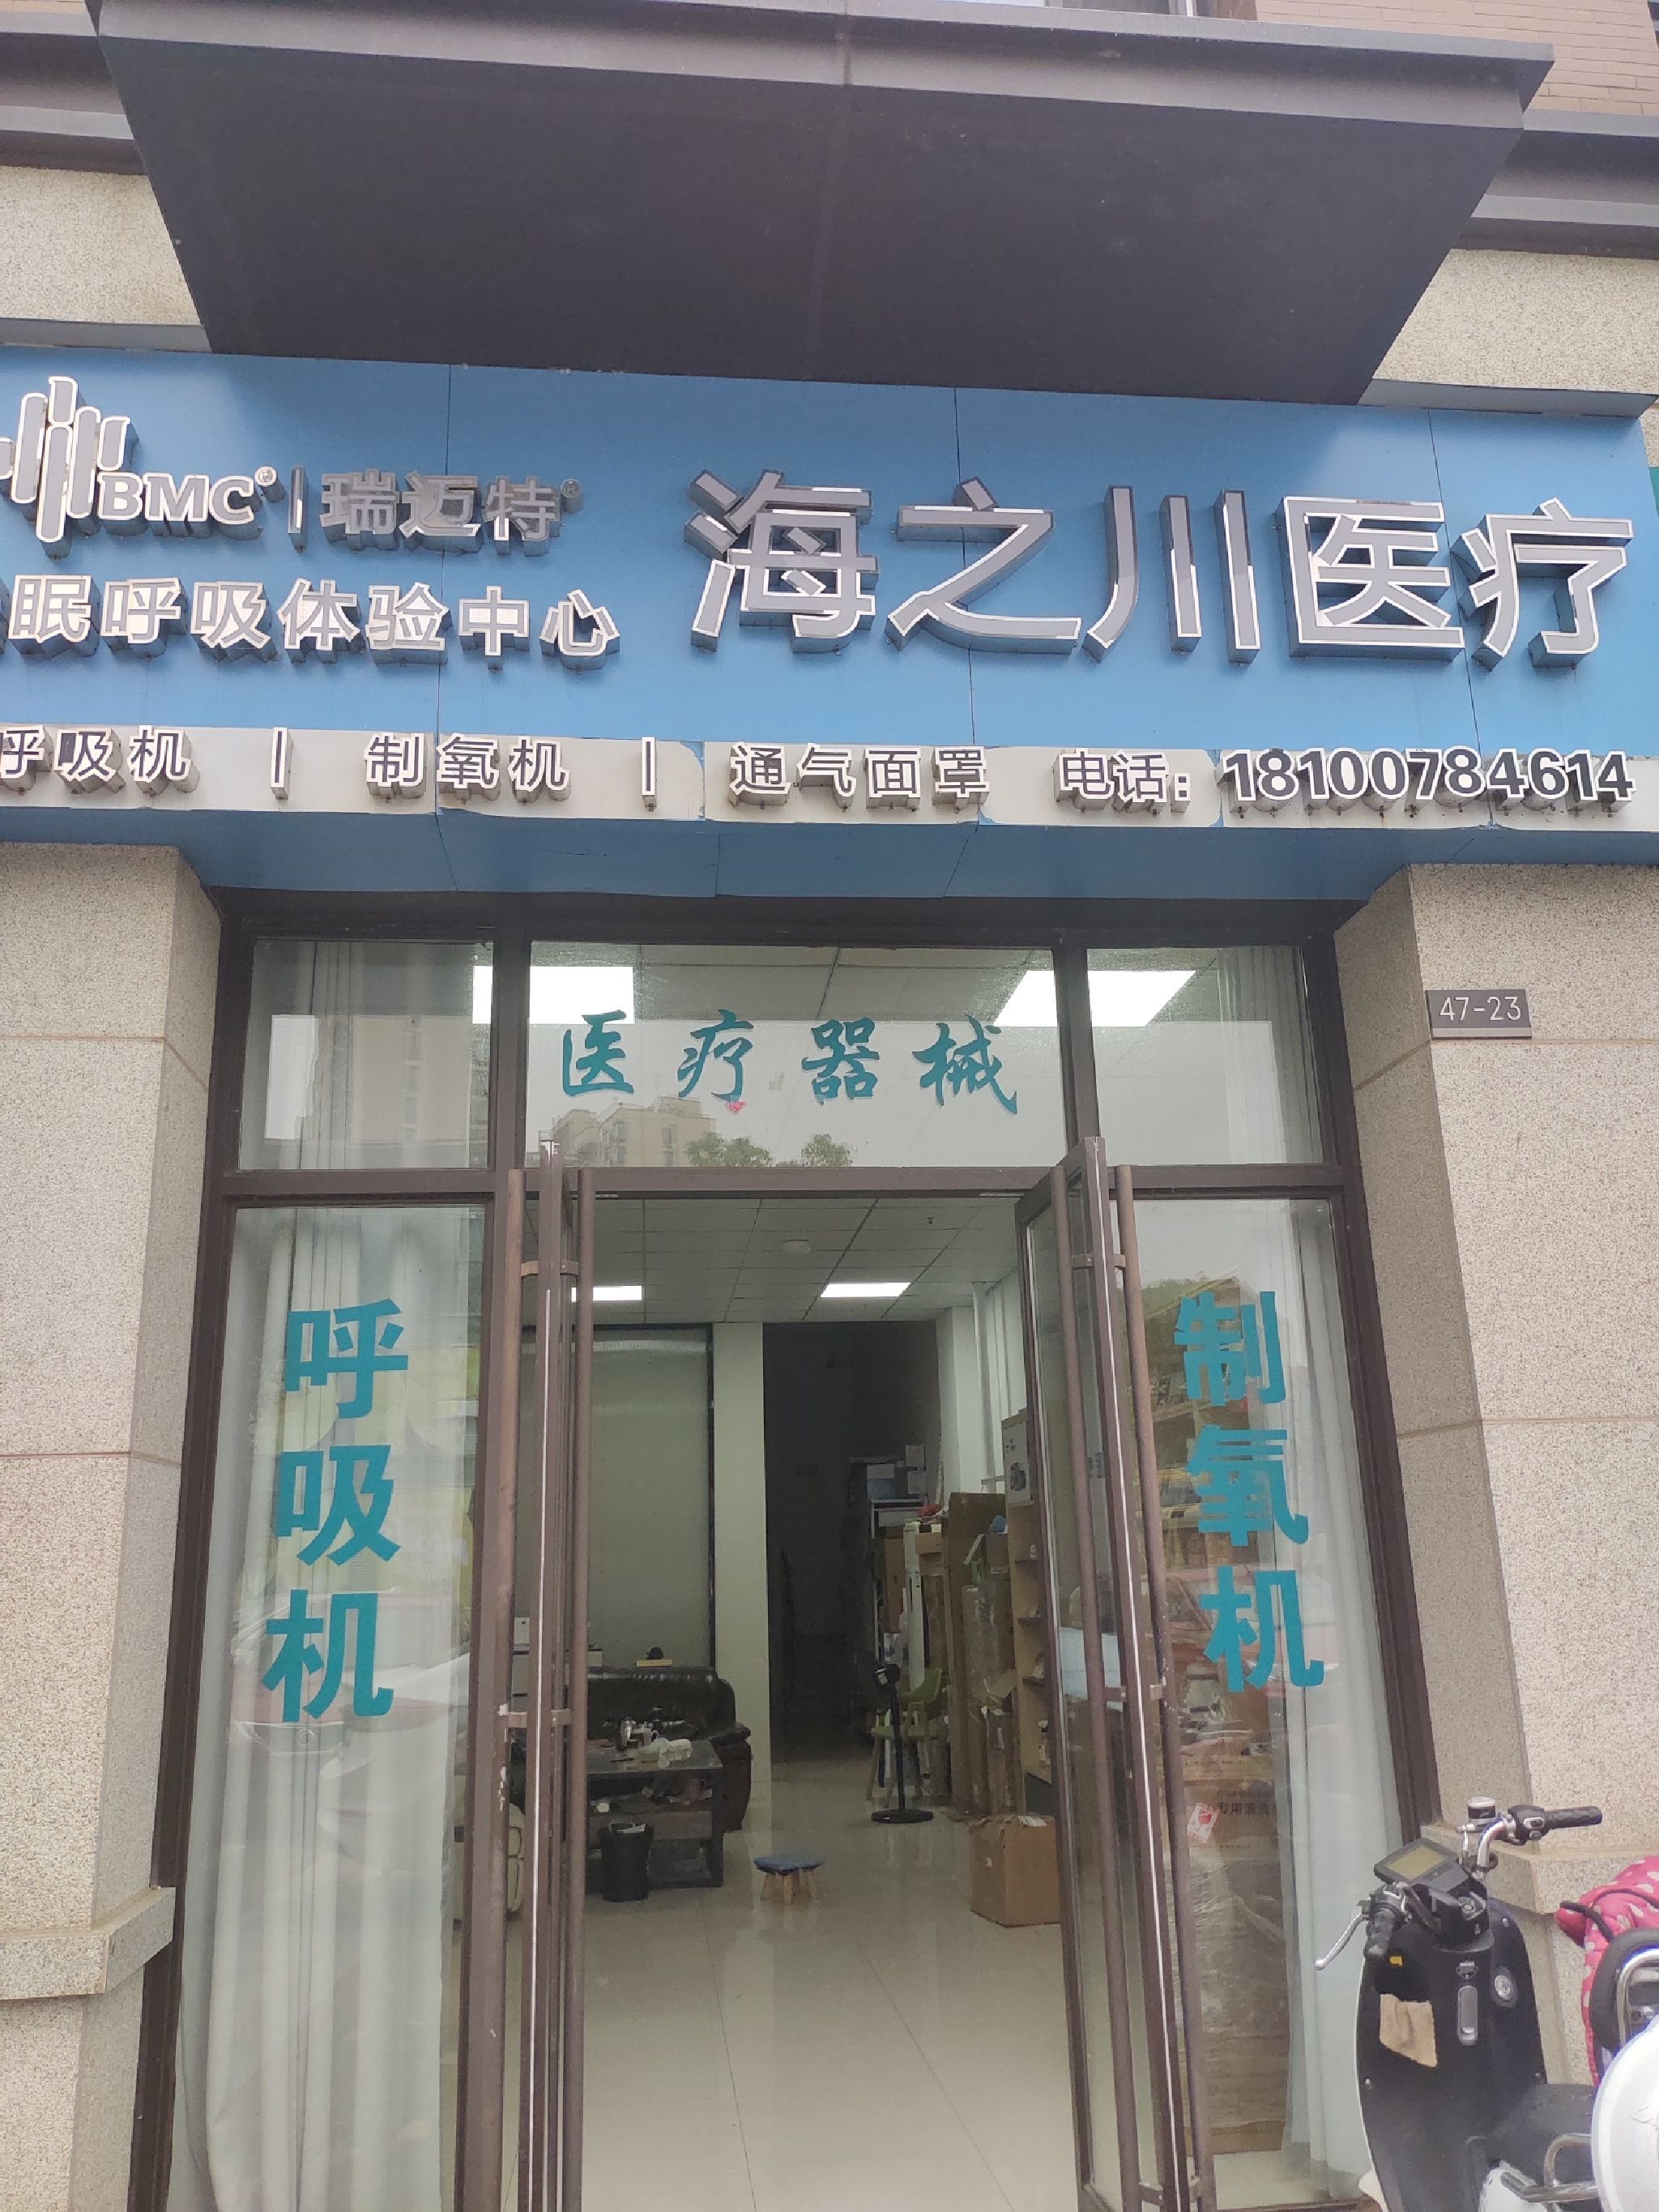 BMC® | 瑞迈特®
海之川医疗
眠呼吸体验中心
呼吸机 | 制氧机 | 通气面罩 电话: 18100784614
47-23
医疗器械
呼吸机
制氧机